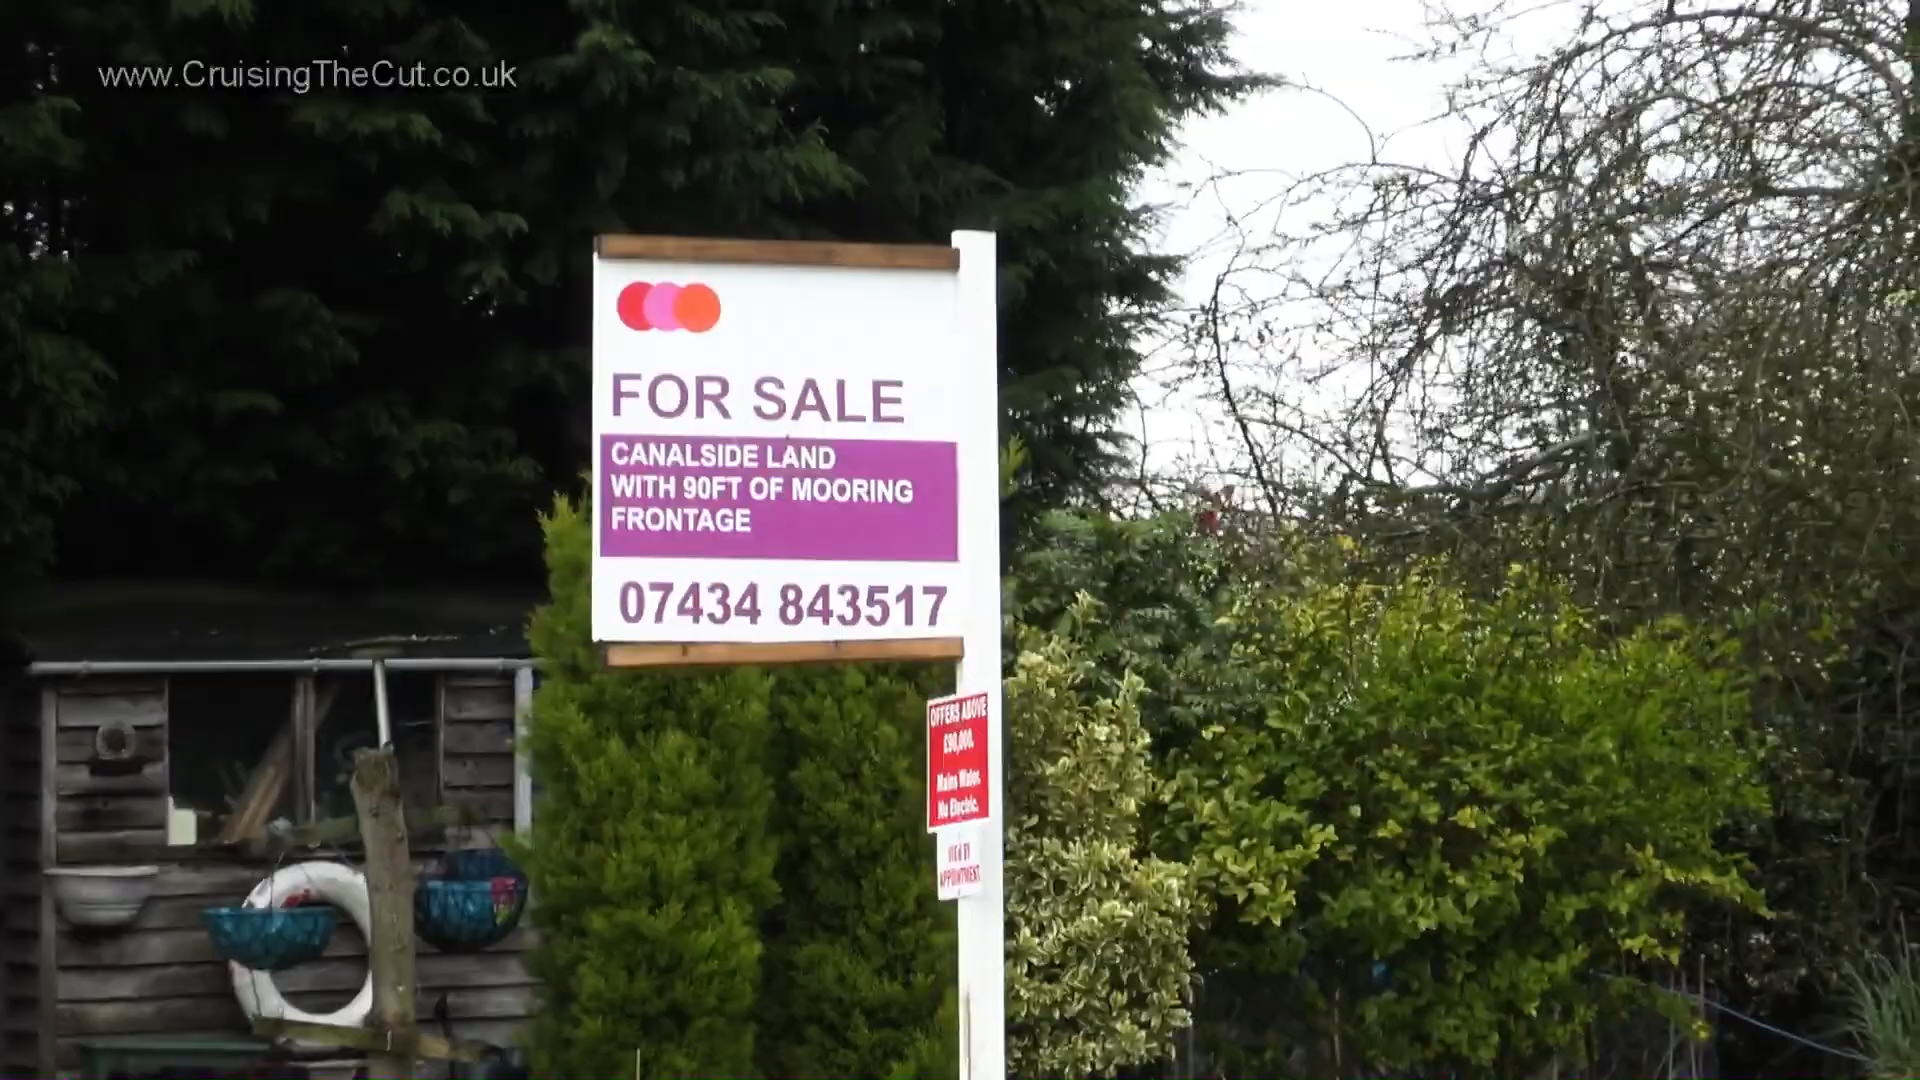 www.CruisingTheCut.co.uk
FOR SALE
CANALSIDE LAND
WITH 90FT OF MOORING
FRONTAGE
07434 843517
OFFERS ABOVE
£90,000.
Mains Water.
No Electric.
VIEW BY
APPOINTMENT